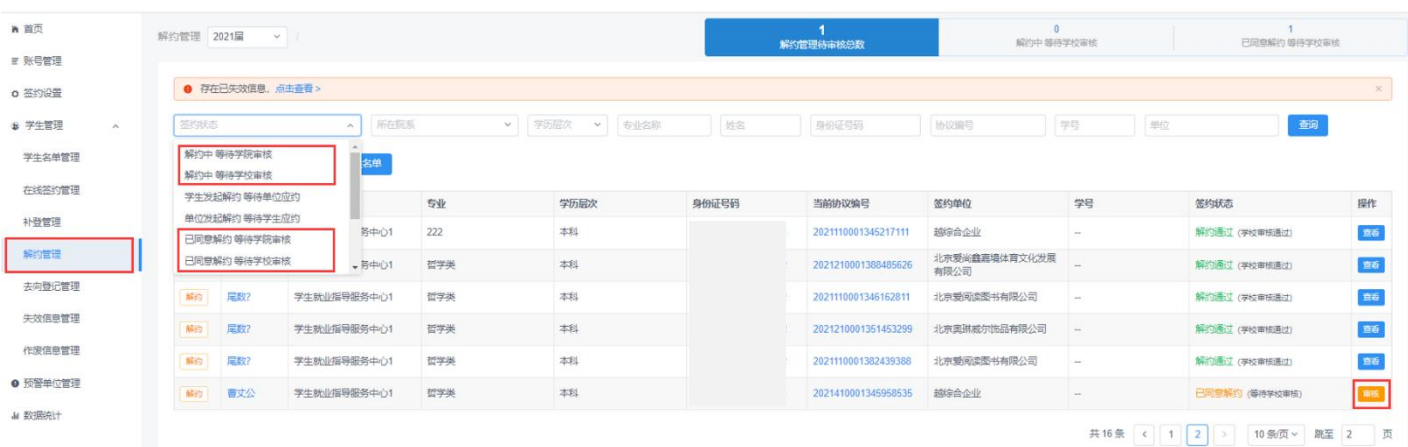 首页
账号管理
签约设置
学生管理
学生名单管理
在线签约管理
补登管理
解约管理
去向登记管理
失效信息管理
作废信息管理
预警单位管理
数据统计
解约管理 2021届 /
1
解约管理待审核总数
0
解约中 等待学校审核
1
已同意解约 等待学校审核
存在已失效信息，点击查看 >
签约状态 所在院系 学历层次 专业名称 姓名 身份证号码 协议编号 学号 单位 查询
解约中 等待学院审核
解约中 等待学校审核
学生发起解约 等待单位应约
单位发起解约 等待学生应约
已同意解约 等待学院审核
已同意解约 等待学校审核
名单
专业 学历层次 身份证号码 当前协议编号 签约单位 学号 签约状态 操作
务中心1 222 本科 2021110001345217111 越综合企业 -- 解约通过 (学校审核通过) 查看
务中心1 哲学类 本科 2021210001388485626 北京爱尚鑫嘉境体育文化发展有限公司 -- 解约通过 (学校审核通过) 查看
解约 尾数? 学生就业指导服务中心1 哲学类 本科 2021110001346162811 北京爱阅读图书有限公司 -- 解约通过 (学校审核通过) 查看
解约 尾数? 学生就业指导服务中心1 哲学类 本科 2021210001351453299 北京奥琳威尔饰品有限公司 -- 解约通过 (学校审核通过) 查看
解约 尾数? 学生就业指导服务中心1 哲学类 本科 2021110001382439388 北京爱阅读图书有限公司 -- 解约通过 (学校审核通过) 查看
解约 曹丈公 学生就业指导服务中心1 哲学类 本科 2021410001345958535 越综合企业 -- 已同意解约 (等待学校审核) 审核
共 16 条 < 1 2 > 10 条/页 跳至 2 页